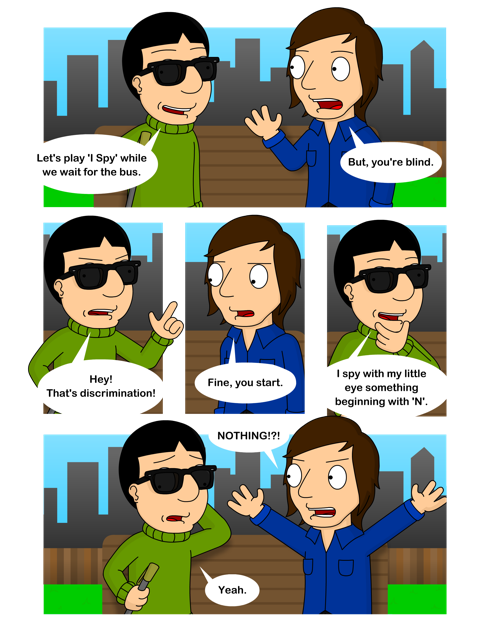 Let's play 'I Spy' while
we wait for the bus.
But, you're blind.
Hey!
That's discrimination!
Fine, you start.
I spy with my little
eye something
beginning with 'N'.
NOTHING!?!
Yeah.